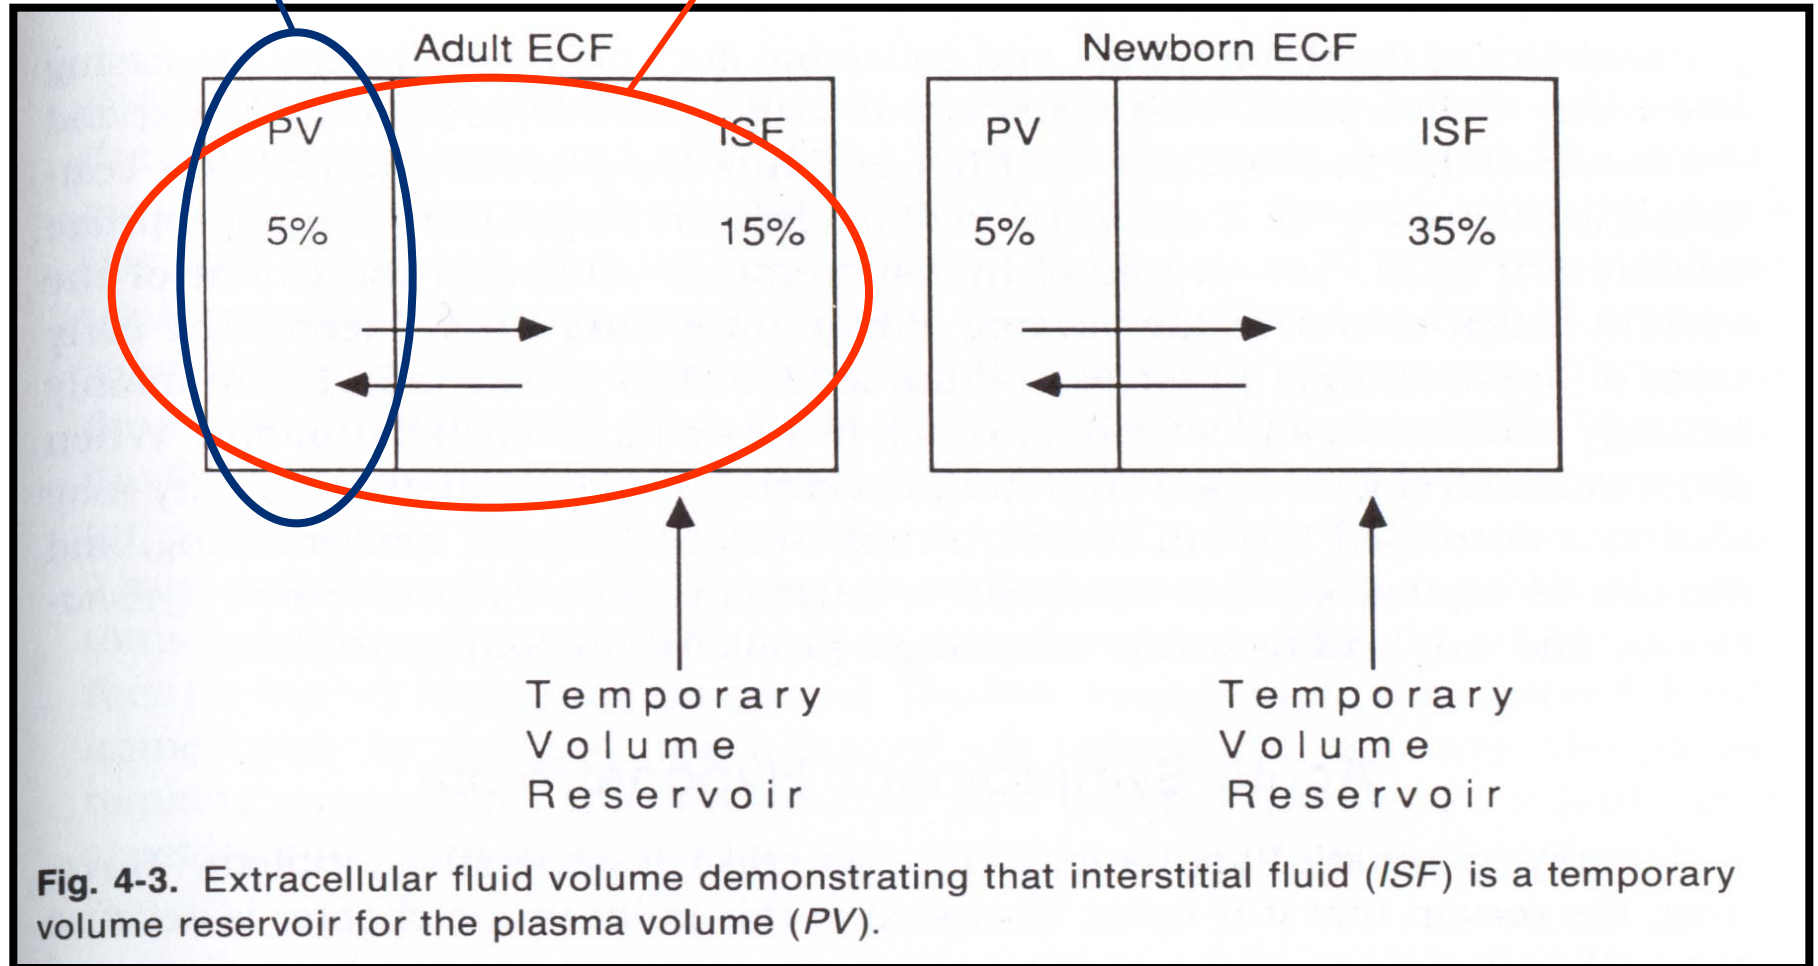 Adult ECF
Newborn ECF
PV
ISF
PV
ISF
5%
15%
5%
35%
Temporary
Volume
Reservoir
Temporary
Volume
Reservoir
Fig. 4-3. Extracellular fluid volume demonstrating that interstitial fluid (ISF) is a temporary
volume reservoir for the plasma volume (PV).